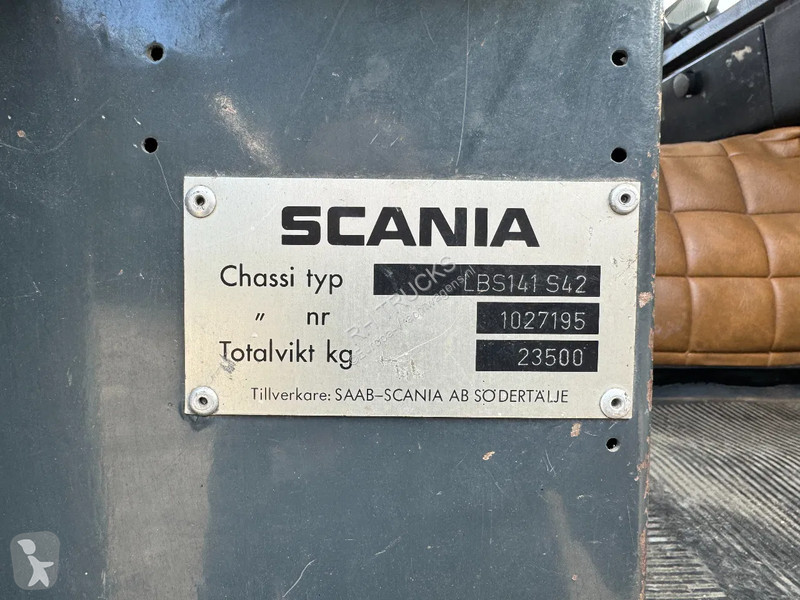 SCANIA
Chassi typ LBS141 S42
„ nr 1027195
Totalvikt kg 23500
Tillverkare: SAAB–SCANIA AB SÖDERTÄLJE